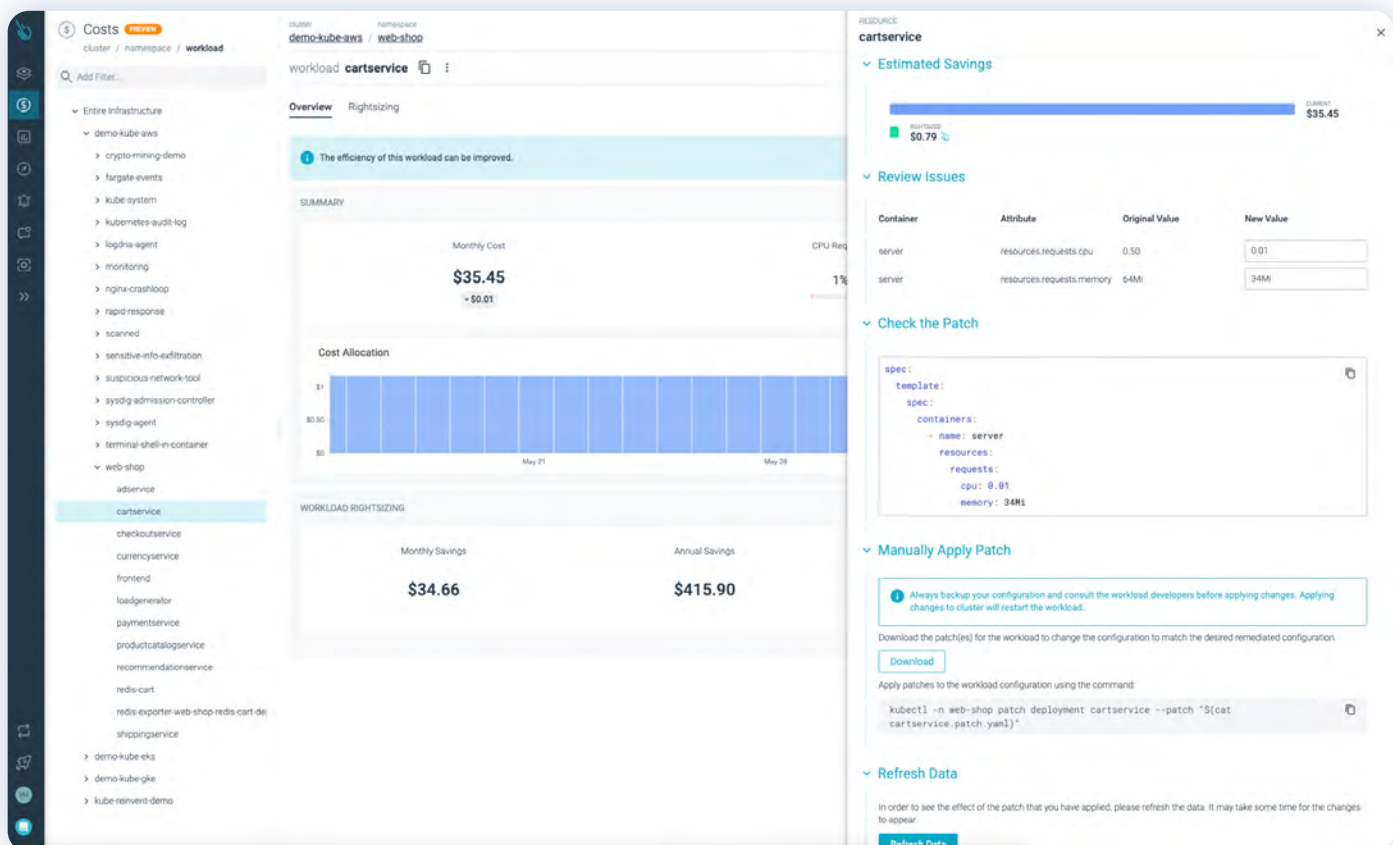 Costs PREVIEW
cluster / namespace / workload
Add Filter...
Entire Infrastructure
demo-kube-aws
crypto-mining-demo
fargate-events
kube-system
kubernetes-audit-log
logdna-agent
monitoring
nginx-crashloop
rapid-response
scanned
sensitive-info-exfiltration
suspicious-network-tool
sysdig-admission-controller
sysdig-agent
terminal-shell-in-container
web-shop
adservice
cartservice
checkoutservice
currencyservice
frontend
loadgenerator
paymentservice
productcatalogservice
recommendationservice
redis-cart
redis-exporter-web-shop-redis-cart-de
shippingservice
demo-kube-eks
demo-kube-gke
kube-reinvent-demo
cluster namespace
demo-kube-aws / web-shop
workload cartservice
Overview Rightsizing
The efficiency of this workload can be improved.
SUMMARY
Monthly Cost
$35.45
$0.01
CPU Req
1%
Cost Allocation
$1
$0.50
$0
May 21 May 28
WORKLOAD RIGHTSIZING
Monthly Savings Annual Savings
$34.66 $415.90
RESOURCE
cartservice
Estimated Savings
CURRENT
$35.45
RIGHTSIZED
$0.79
Review Issues
Container Attribute Original Value New Value
server resources.requests.cpu 0.50 0.01
server resources.requests.memory 64Mi 34Mi
Check the Patch
spec:
template:
spec:
containers:
- name: server
resources:
requests:
cpu: 0.01
memory: 34Mi
Manually Apply Patch
Always backup your configuration and consult the workload developers before applying changes. Applying
changes to cluster will restart the workload.
Download the patch(es) for the workload to change the configuration to match the desired remediated configuration.
Download
Apply patches to the workload configuration using the command:
kubectl -n web-shop patch deployment cartservice --patch "$(cat
cartservice.patch.yaml)"
Refresh Data
In order to see the effect of the patch that you have applied, please refresh the data. It may take some time for the changes
to appear.
Refresh Data